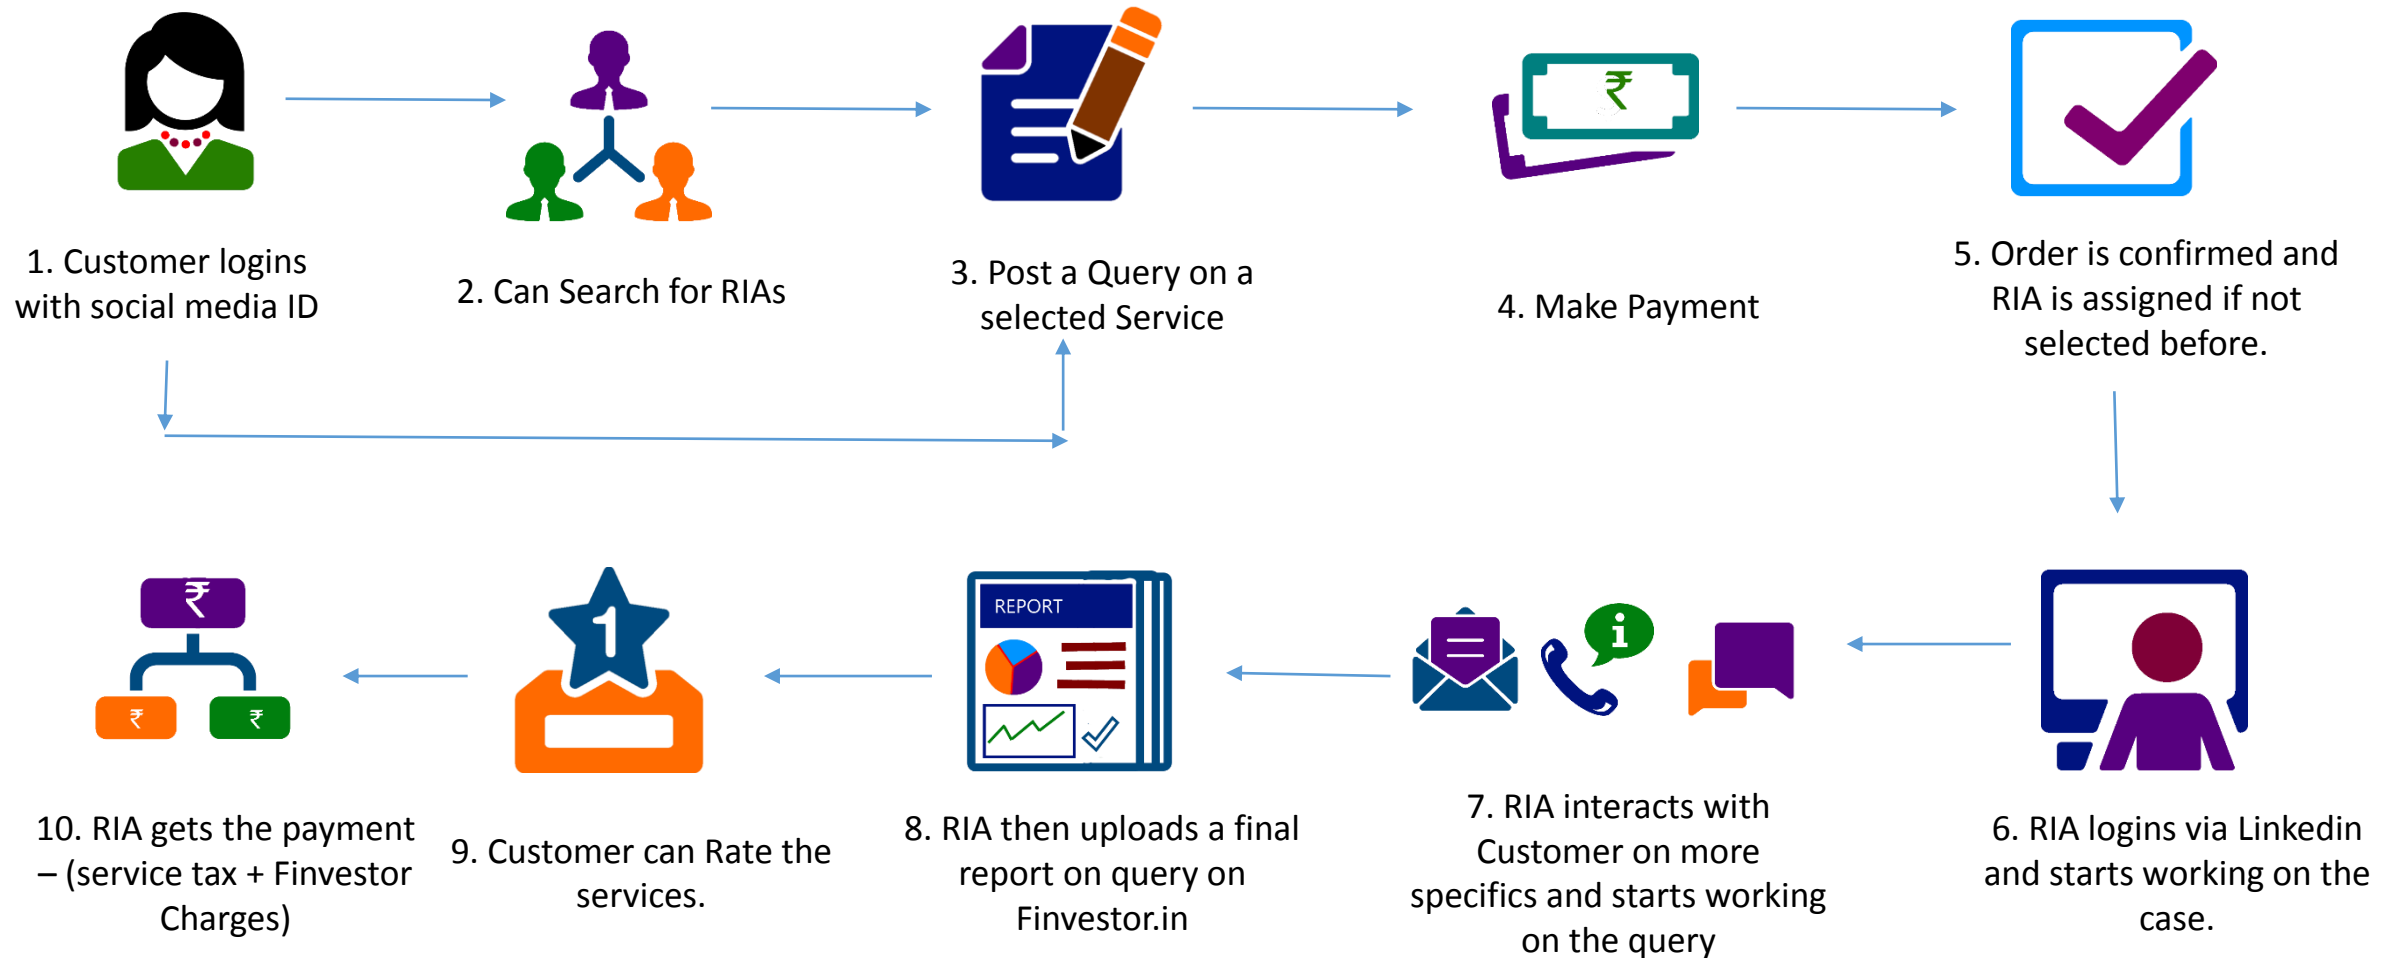 ₹
1. Customer logins
with social media ID
2. Can Search for RIAs
3. Post a Query on a
selected Service
4. Make Payment
5. Order is confirmed and
RIA is assigned if not
selected before.
6. RIA logins via Linkedin
and starts working on the
case.
i
7. RIA interacts with
Customer on more
specifics and starts working
on the query
REPORT
8. RIA then uploads a final
report on query on
Finvestor.in
1
9. Customer can Rate the
services.
₹
₹ ₹
10. RIA gets the payment
– (service tax + Finvestor
Charges)